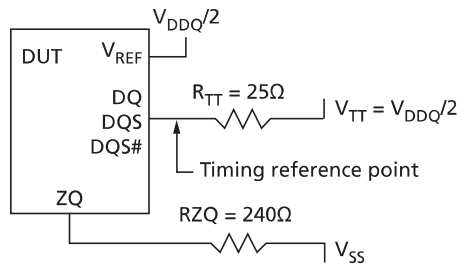 V_DDQ/2
DUT
V_REF
DQ
DQS
DQS#
ZQ
R_TT = 25Ω
V_TT = V_DDQ/2
Timing reference point
RZQ = 240Ω
V_SS